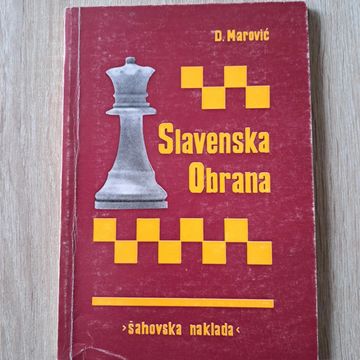 D. Marović
Slavenska
Obrana
›šahovska naklada‹